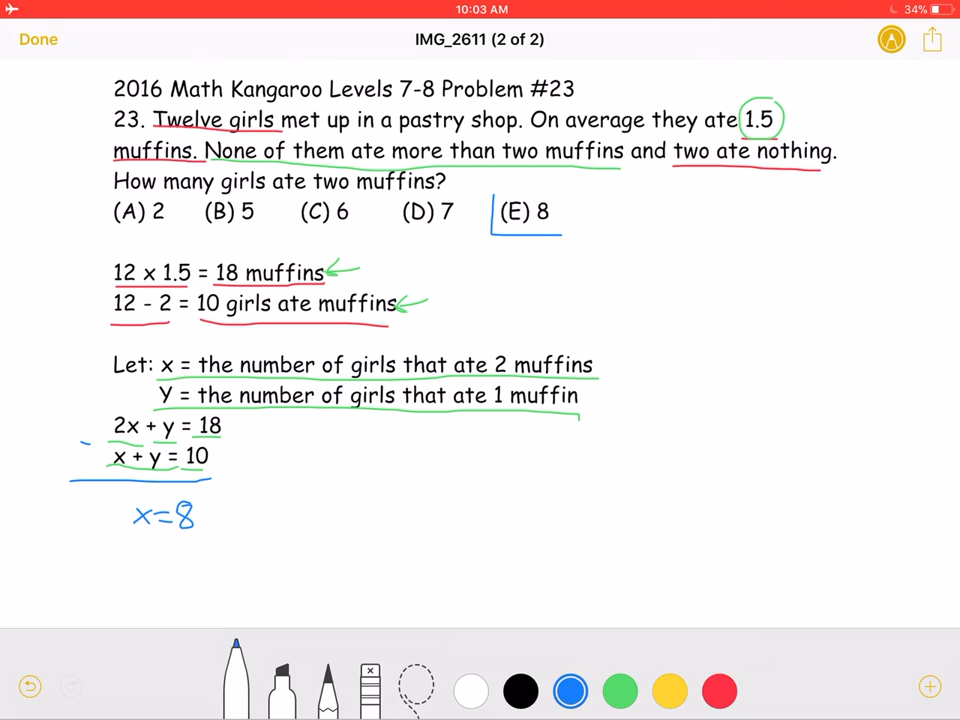 10:03 AM
34%
Done
IMG_2611 (2 of 2)
2016 Math Kangaroo Levels 7-8 Problem #23
23. Twelve girls met up in a pastry shop. On average they ate 1.5
muffins. None of them ate more than two muffins and two ate nothing.
How many girls ate two muffins?
(A) 2 (B) 5 (C) 6 (D) 7 (E) 8
12 x 1.5 = 18 muffins
12 - 2 = 10 girls ate muffins
Let: x = the number of girls that ate 2 muffins
Y = the number of girls that ate 1 muffin
2x + y = 18
- x + y = 10
x=8